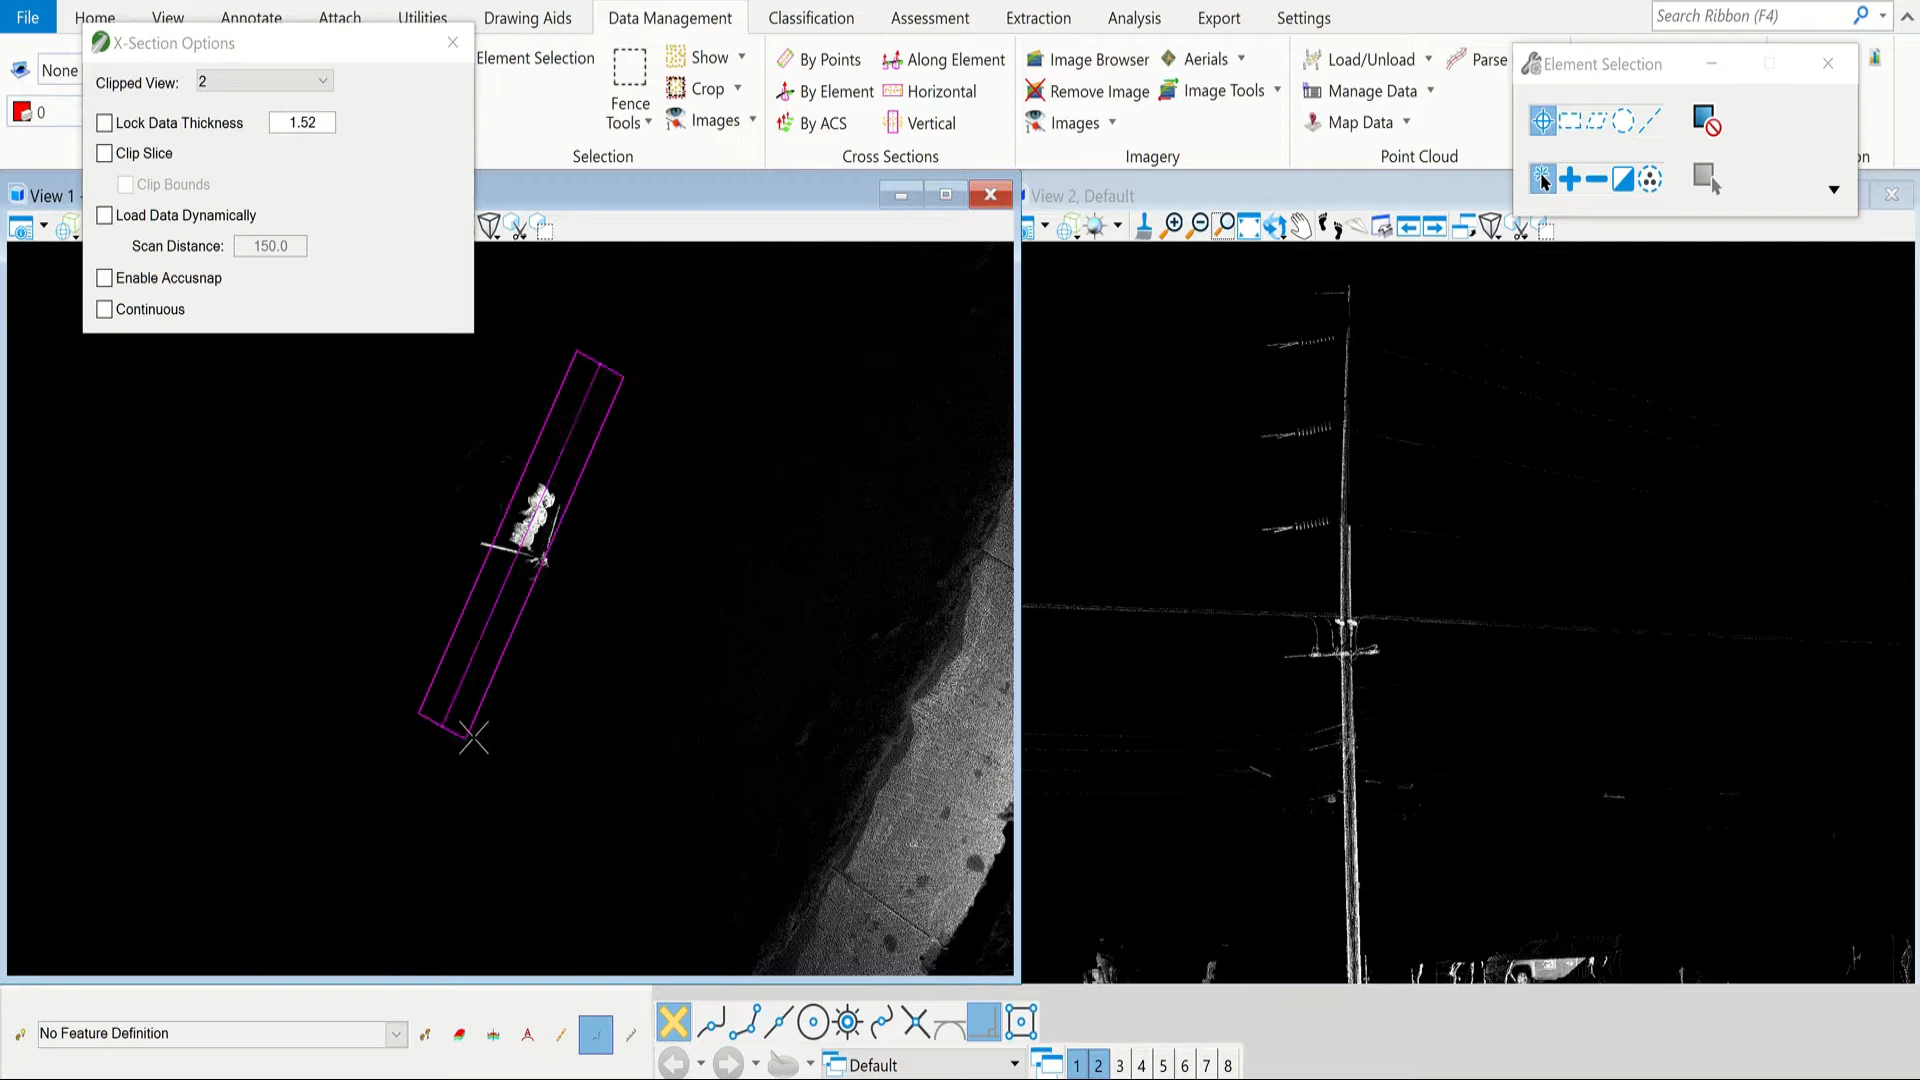 File Home View Annotate Attach Utilities Drawing Aids Data Management Classification Assessment Extraction Analysis Export Settings
Search Ribbon (F4)
X-Section Options
Clipped View: 2
Lock Data Thickness 1.52
Clip Slice
Clip Bounds
Load Data Dynamically
Scan Distance: 150.0
Enable Accusnap
Continuous
None
0
Element Selection
Fence
Tools
Show
Crop
Images
Selection
By Points Along Element
By Element Horizontal
By ACS Vertical
Cross Sections
Image Browser Aerials
Remove Image Image Tools
Images
Imagery
Load/Unload Parse
Manage Data
Map Data
Point Cloud
Element Selection
View 1 -
View 2, Default
No Feature Definition
Default
1 2 3 4 5 6 7 8